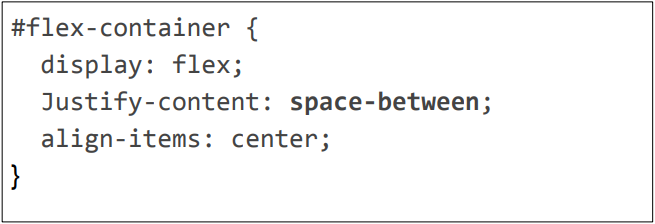 #flex-container {
  display: flex;
  Justify-content: space-between;
  align-items: center;
}